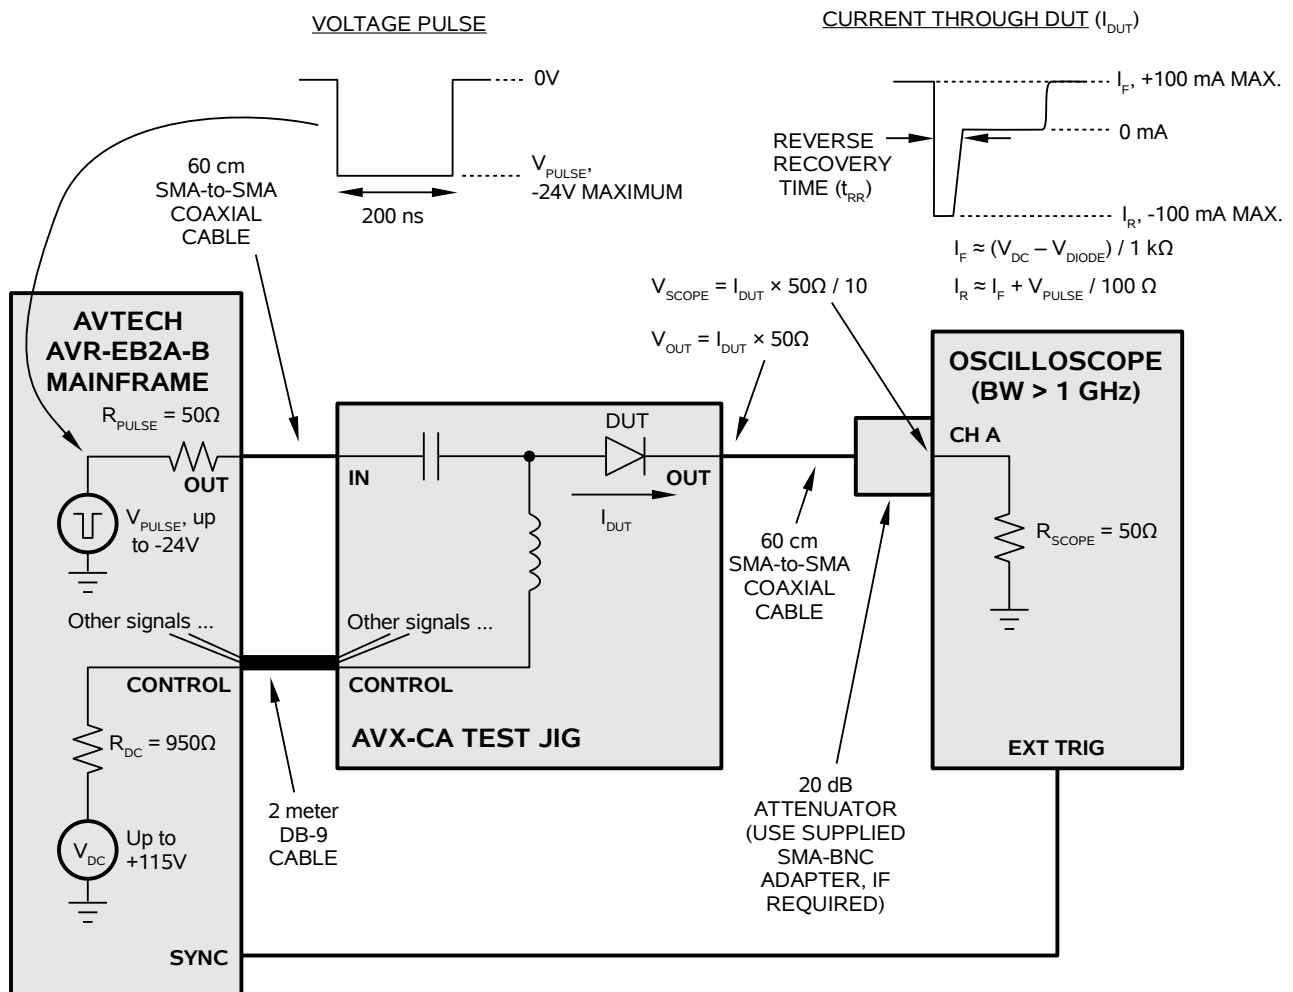 VOLTAGE PULSE
0V
V_PULSE,
-24V MAXIMUM
200 ns
CURRENT THROUGH DUT (I_DUT)
I_F, +100 mA MAX.
0 mA
REVERSE
RECOVERY
TIME (t_RR)
I_R, -100 mA MAX.
I_F ≈ (V_DC – V_DIODE) / 1 kΩ
I_R ≈ I_F + V_PULSE / 100 Ω
60 cm
SMA-to-SMA
COAXIAL
CABLE
V_SCOPE = I_DUT × 50Ω / 10
V_OUT = I_DUT × 50Ω
AVTECH
AVR-EB2A-B
MAINFRAME
R_PULSE = 50Ω
OUT
V_PULSE, up
to -24V
Other signals ...
CONTROL
R_DC = 950Ω
V_DC
Up to
+115V
SYNC
IN
DUT
OUT
I_DUT
Other signals ...
CONTROL
AVX-CA TEST JIG
2 meter
DB-9
CABLE
60 cm
SMA-to-SMA
COAXIAL
CABLE
20 dB
ATTENUATOR
(USE SUPPLIED
SMA-BNC
ADAPTER, IF
REQUIRED)
OSCILLOSCOPE
(BW > 1 GHz)
CH A
R_SCOPE = 50Ω
EXT TRIG